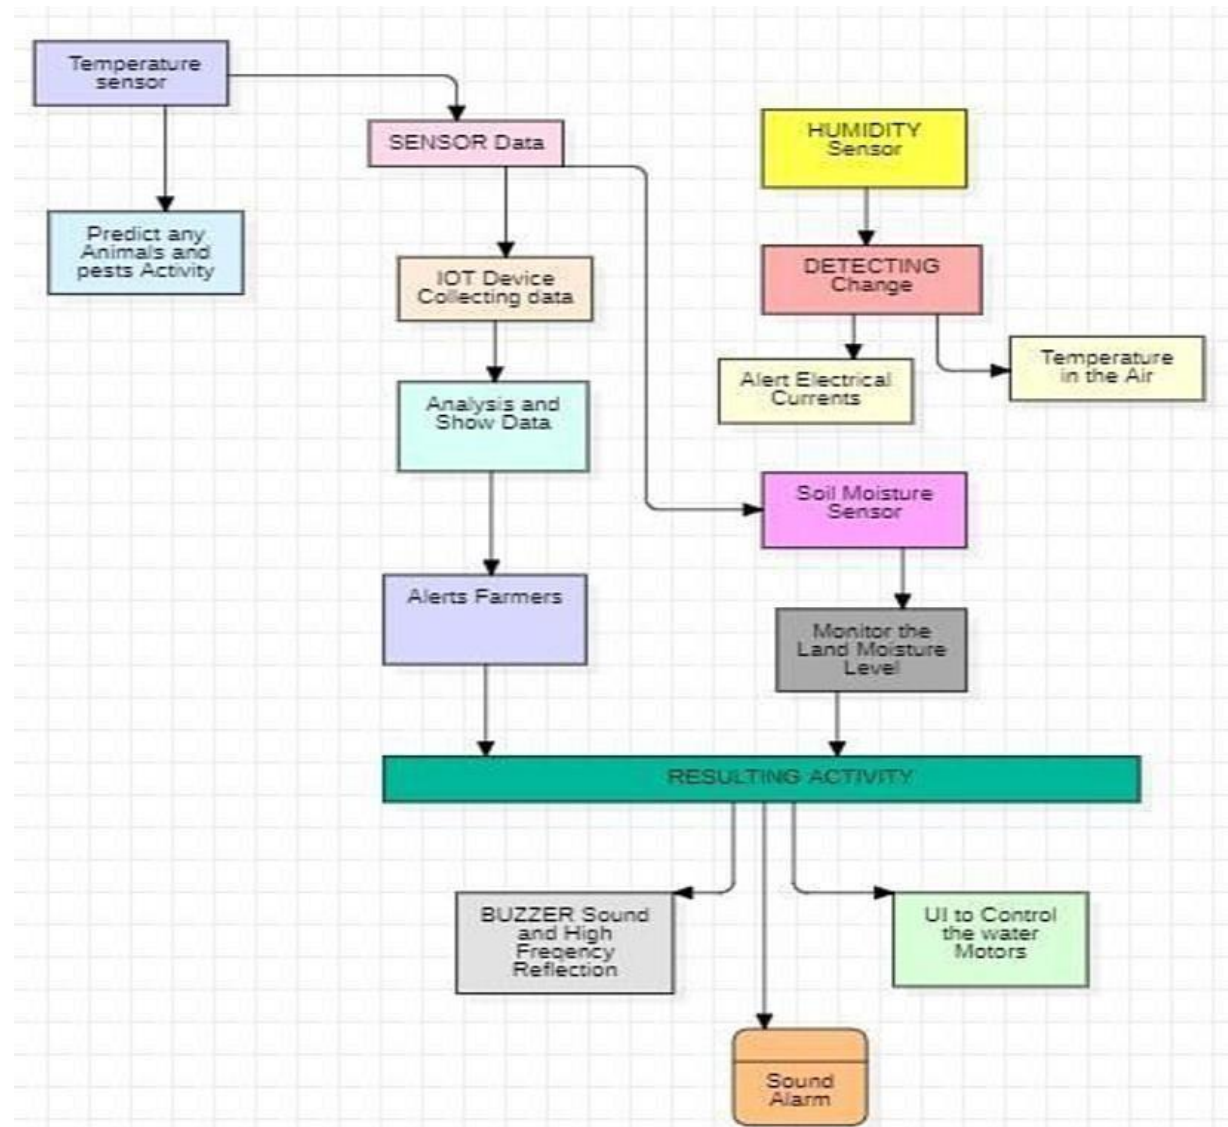 Temperature
sensor
SENSOR Data
HUMIDITY
Sensor
Predict any
Animals and
pests Activity
IOT Device
Collecting data
DETECTING
Change
Temperature
in the Air
Alert Electrical
Currents
Analysis and
Show Data
Soil Moisture
Sensor
Alerts Farmers
Monitor the
Land Moisture
Level
RESULTING ACTIVITY
BUZZER Sound
and High
Freqency
Reflection
UI to Control
the water
Motors
Sound
Alarm